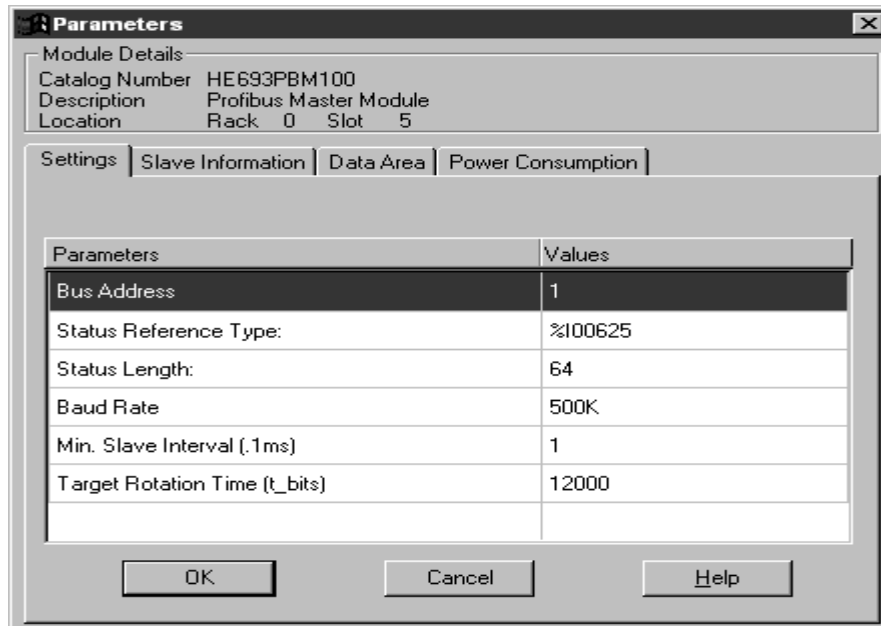 Parameters
Module Details
Catalog Number HE693PBM100
Description Profibus Master Module
Location Rack 0 Slot 5
Settings Slave Information Data Area Power Consumption
Parameters Values
Bus Address 1
Status Reference Type: %I00625
Status Length: 64
Baud Rate 500K
Min. Slave Interval (.1ms) 1
Target Rotation Time (t_bits) 12000
OK Cancel Help